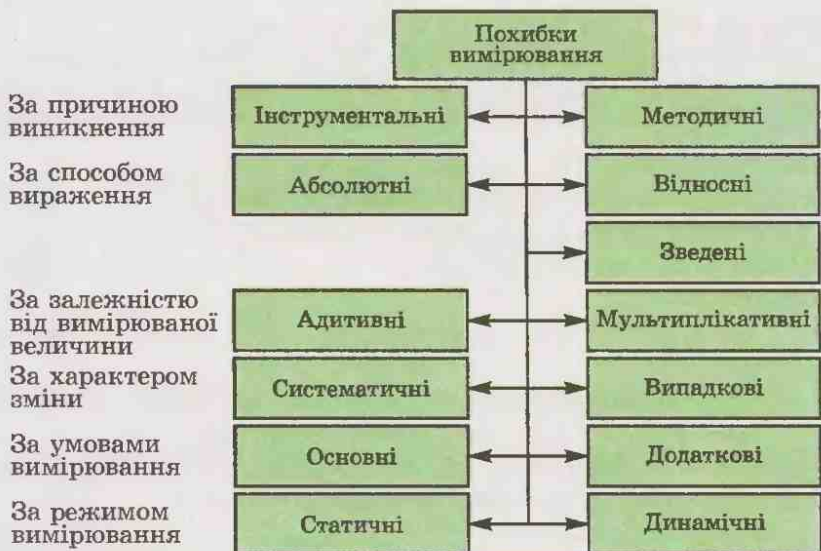 Похибки
вимірювання
За причиною
виникнення
Інструментальні
Методичні
За способом
вираження
Абсолютні
Відносні
Зведені
За залежністю
від вимірюваної
величини
Адитивні
Мультиплікативні
За характером
зміни
Систематичні
Випадкові
За умовами
вимірювання
Основні
Додаткові
За режимом
вимірювання
Статичні
Динамічні